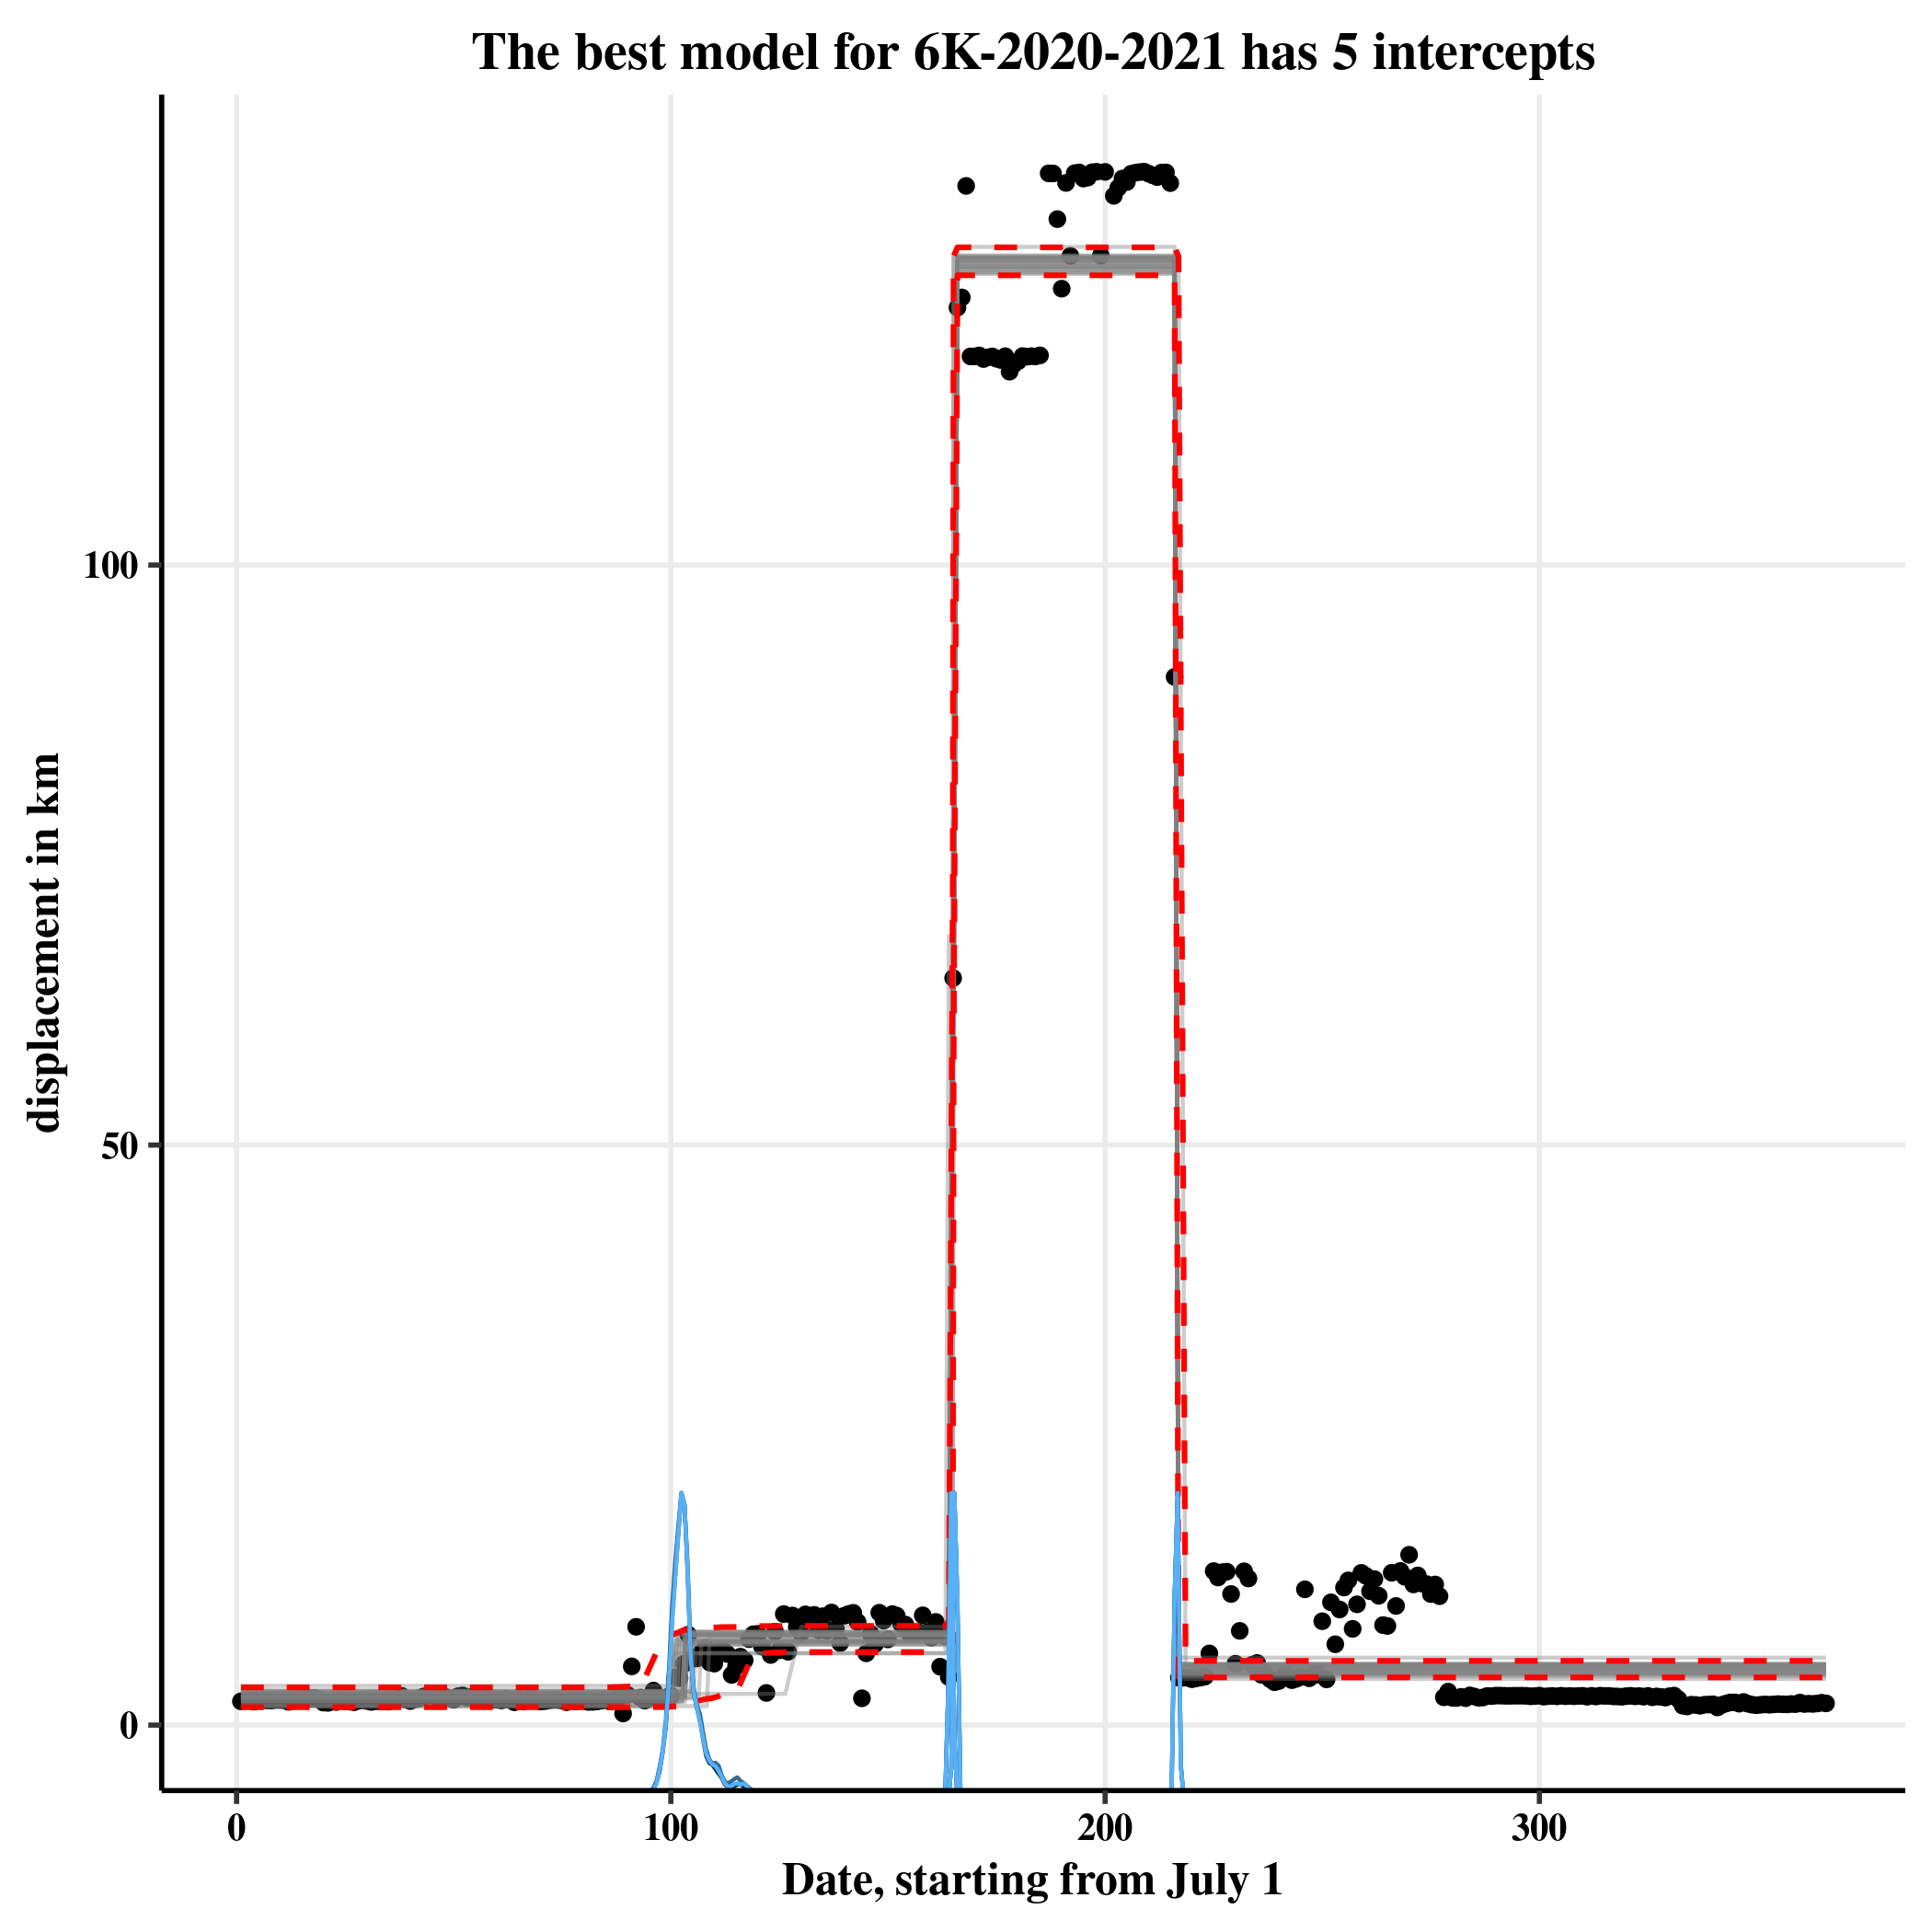 The best model for 6K-2020-2021 has 5 intercepts
displacement in km
100
50
0
0 100 200 300
Date, starting from July 1